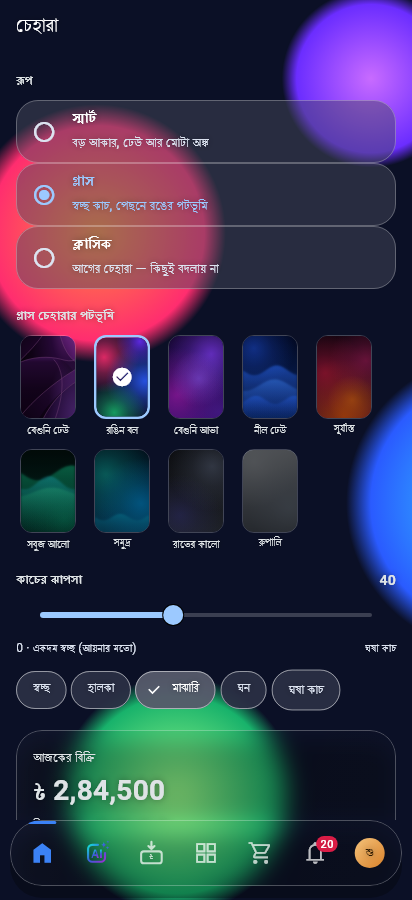 চেহারা
রূপ
স্মার্ট
বড় আকার, ঢেউ আর মোটা অঙ্ক
গ্লাস
স্বচ্ছ কাচ, পেছনে রঙের পটভূমি
ক্লাসিক
আগের চেহারা — কিছুই বদলায় না
গ্লাস চেহারার পটভূমি
বেগুনি ঢেউ
রঙিন বল
বেগুনি আভা
নীল ঢেউ
সূর্যাস্ত
সবুজ আলো
সমুদ্র
রাতের কালো
রুপালি
কাচের ঝাপসা
40
0 · একদম স্বচ্ছ (আয়নার মতো)
ঘষা কাচ
স্বচ্ছ
হালকা
মাঝারি
ঘন
ঘষা কাচ
আজকের বিক্রি
৳ 2,84,500
AI
৳
20
শু